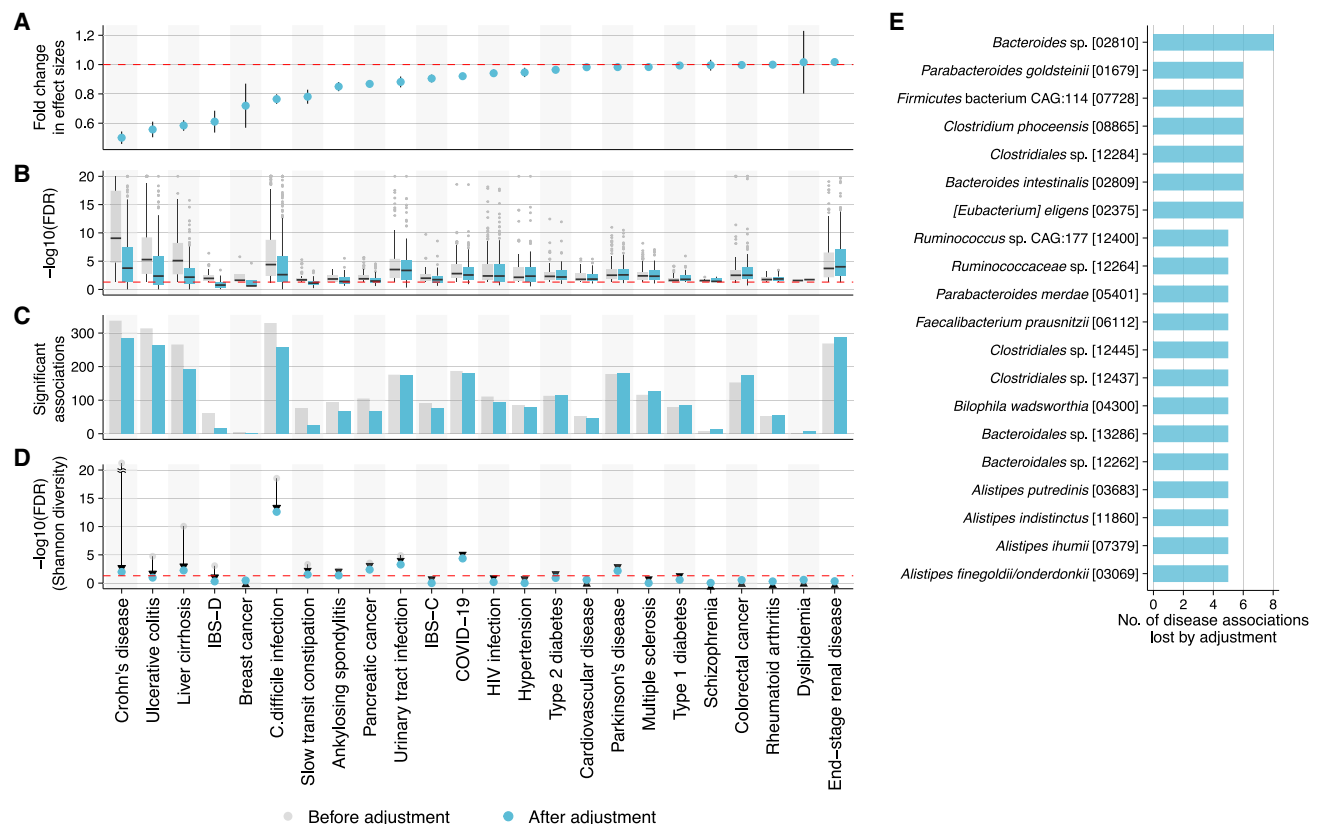 A
Fold change
in effect sizes
1.2
1.0
0.8
0.6
B
−log10(FDR)
20
15
10
5
0
C
Significant
associations
300
200
100
0
D
−log10(FDR)
(Shannon diversity)
20
15
10
5
0
Crohn's disease
Ulcerative colitis
Liver cirrhosis
IBS−D
Breast cancer
C.difficile infection
Slow transit constipation
Ankylosing spondylitis
Pancreatic cancer
Urinary tract infection
IBS−C
COVID−19
HIV infection
Hypertension
Type 2 diabetes
Cardiovascular disease
Parkinson's disease
Multiple sclerosis
Type 1 diabetes
Schizophrenia
Colorectal cancer
Rheumatoid arthritis
Dyslipidemia
End−stage renal disease
Before adjustment
After adjustment
E
Bacteroides sp. [02810]
Parabacteroides goldsteinii [01679]
Firmicutes bacterium CAG:114 [07728]
Clostridium phoceensis [08865]
Clostridiales sp. [12284]
Bacteroides intestinalis [02809]
[Eubacterium] eligens [02375]
Ruminococcus sp. CAG:177 [12400]
Ruminococcaceae sp. [12264]
Parabacteroides merdae [05401]
Faecalibacterium prausnitzii [06112]
Clostridiales sp. [12445]
Clostridiales sp. [12437]
Bilophila wadsworthia [04300]
Bacteroidales sp. [13286]
Bacteroidales sp. [12262]
Alistipes putredinis [03683]
Alistipes indistinctus [11860]
Alistipes ihumii [07379]
Alistipes finegoldii/onderdonkii [03069]
0 2 4 6 8
No. of disease associations
lost by adjustment